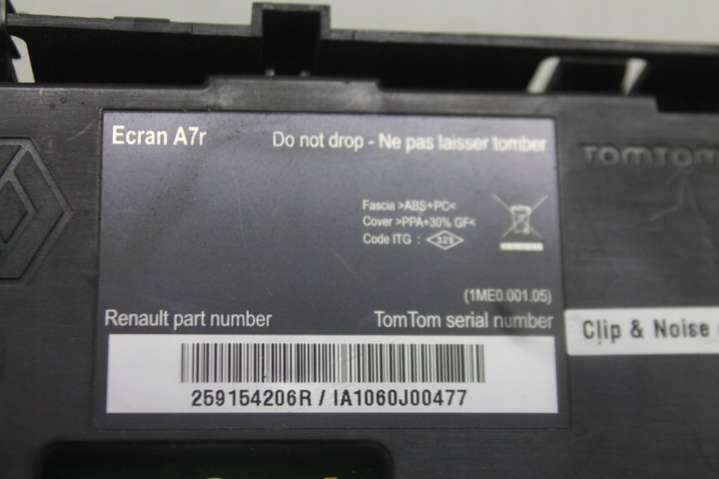 Ecran A7r
Do not drop - Ne pas laisser tomber
TOMTOM
Fascia >ABS+PC<
Cover >PPA+30% GF<
Code ITG : 325
(1ME0.001.05)
Renault part number
TomTom serial number
Clip & Noise
259154206R / IA1060J00477